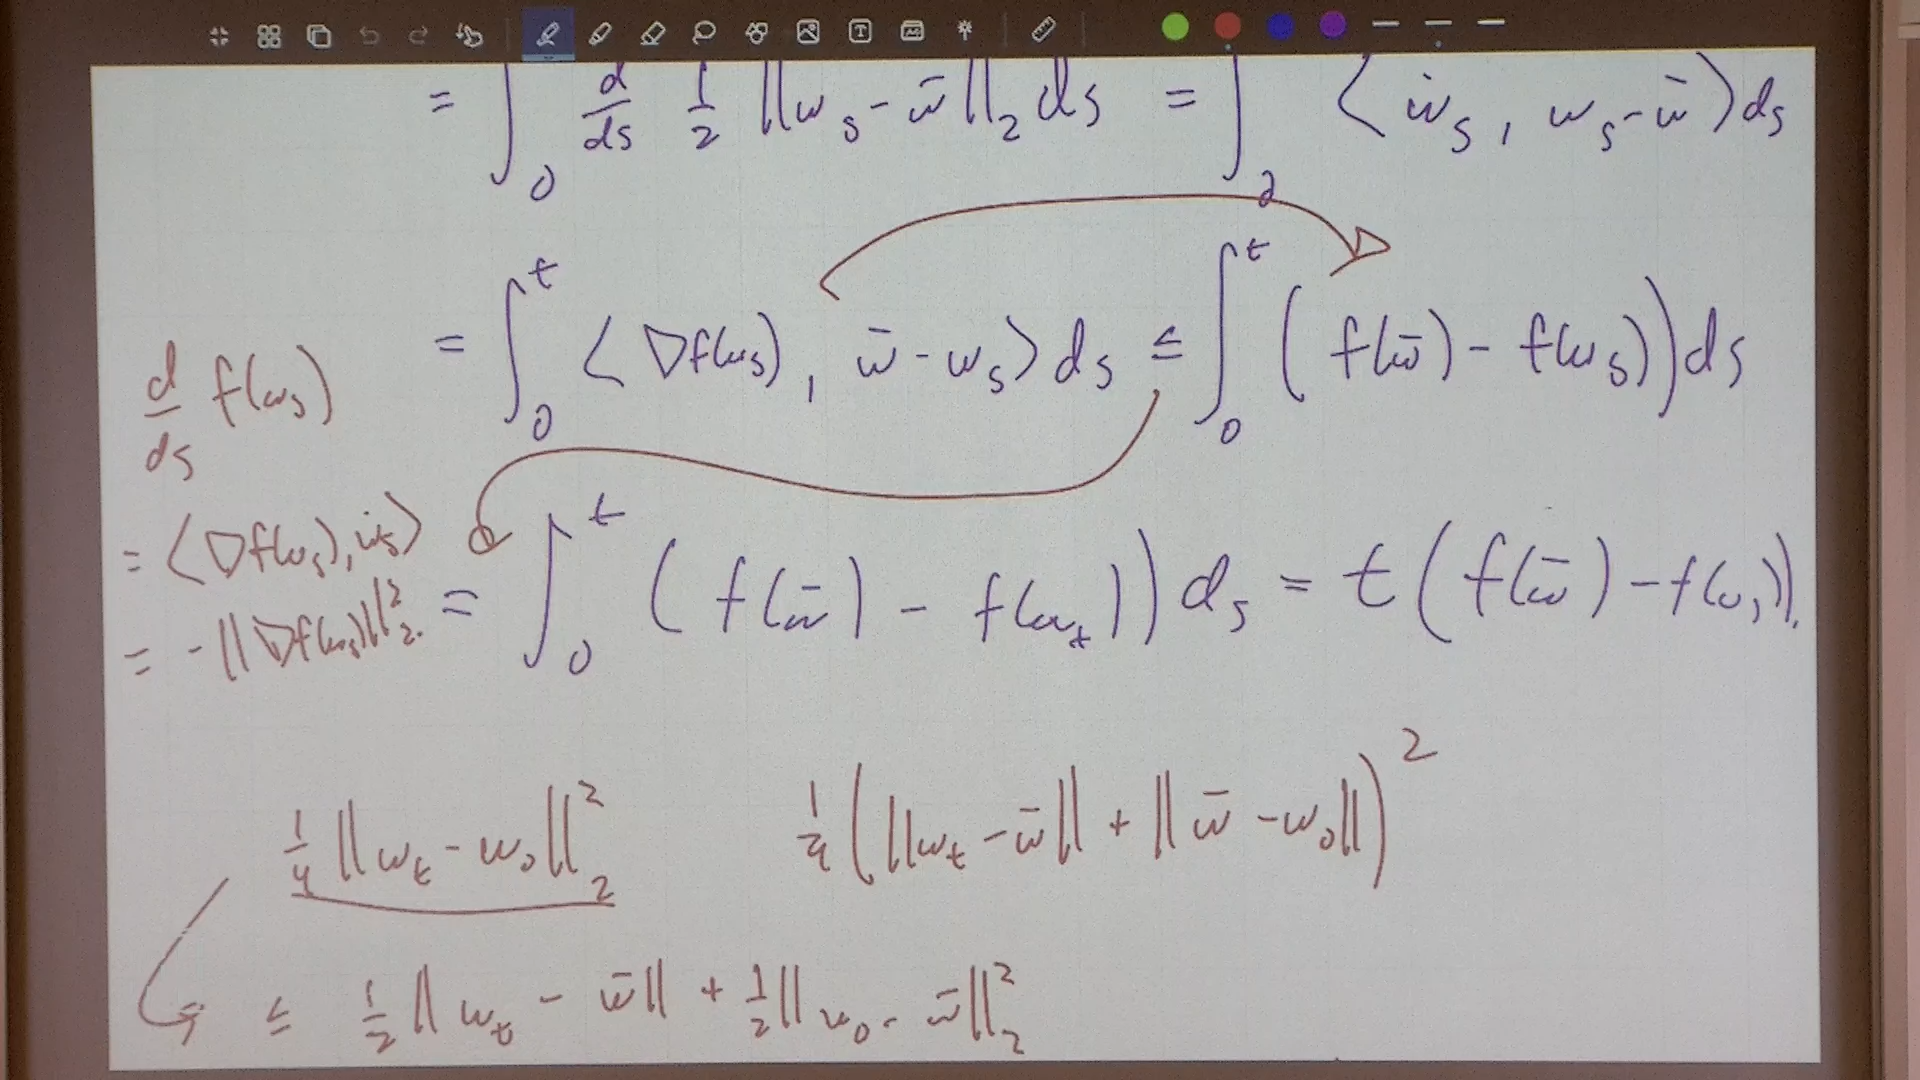 = ∫_0 d/ds 1/2 ||w_s - w̄||_2 ds = ∫_0 ⟨ẇ_s, w_s - w̄⟩ ds
= ∫_0^t ⟨∇f(w_s), w̄ - w_s⟩ ds ≤ ∫_0^t (f(w̄) - f(w_s)) ds
d/ds f(w_s)
= ⟨∇f(w_s), ẇ_s⟩
= -||∇f(w_s)||_2^2.
= ∫_0^t (f(w̄) - f(w_t)) ds = t (f(w̄) - f(w_t)).
1/4 ||w_t - w_0||_2^2 1/4 (||w_t - w̄|| + ||w̄ - w_0||)^2
≤ 1/2 ||w_t - w̄|| + 1/2 ||w_0 - w̄||_2^2